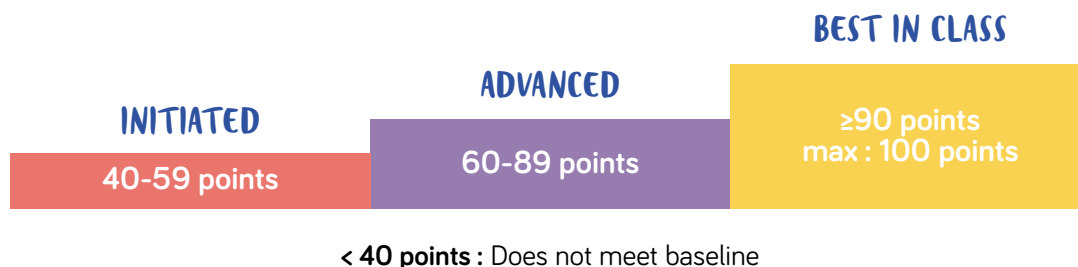 INITIATED
40-59 points
ADVANCED
60-89 points
BEST IN CLASS
≥90 points
max : 100 points
< 40 points : Does not meet baseline